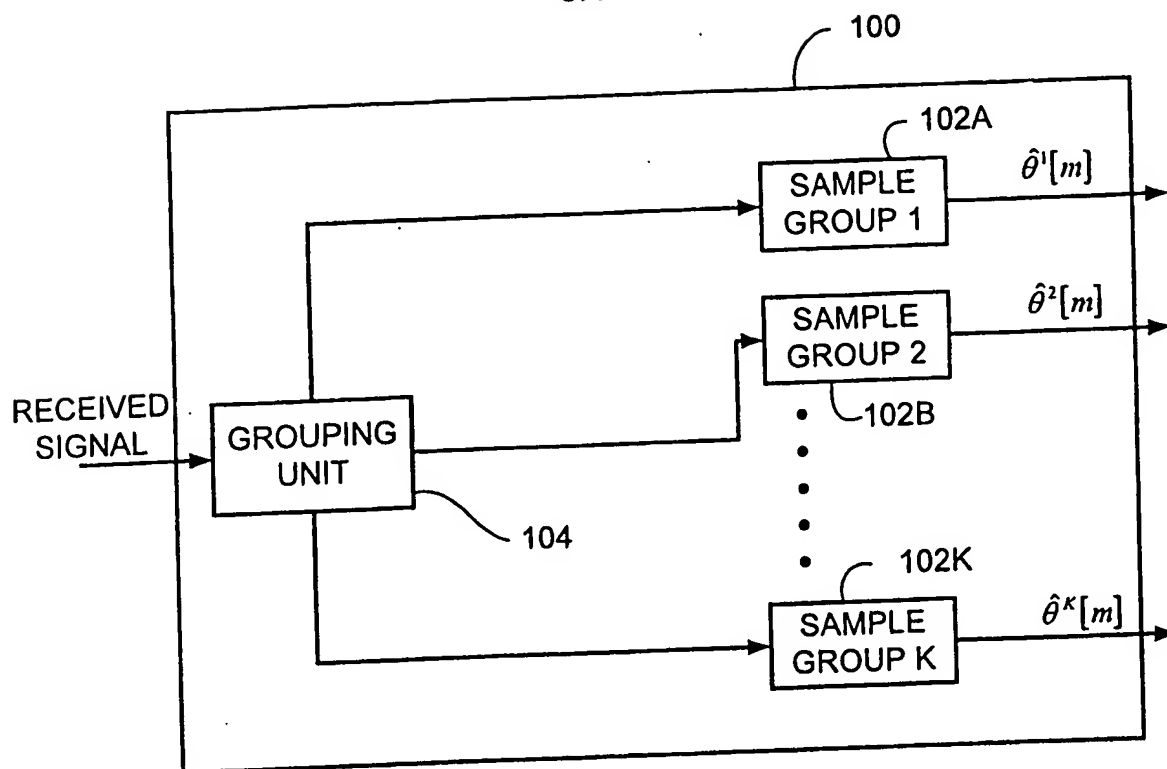 100
102A
SAMPLE
GROUP 1
θ̂¹[m]
SAMPLE
GROUP 2
θ̂²[m]
102B
RECEIVED
SIGNAL
GROUPING
UNIT
104
102K
SAMPLE
GROUP K
θ̂ᴷ[m]